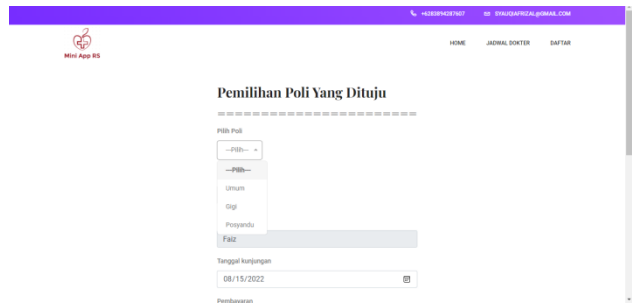 +6283894287607 SYAUQIAFRIZAL@GMAIL.COM
Mini App RS
HOME JADWAL DOKTER DAFTAR
Pemilihan Poli Yang Dituju
=======================
Pilih Poli
---Pilih---
---Pilih---
Umum
Gigi
Posyandu
Faiz
Tanggal kunjungan
08/15/2022
Pembayaran